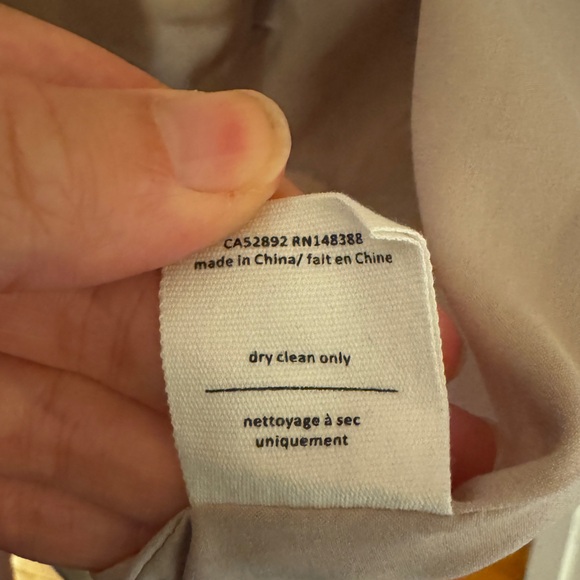 CA52892 RN148388
made in China/ fait en Chine
dry clean only
nettoyage à sec
uniquement